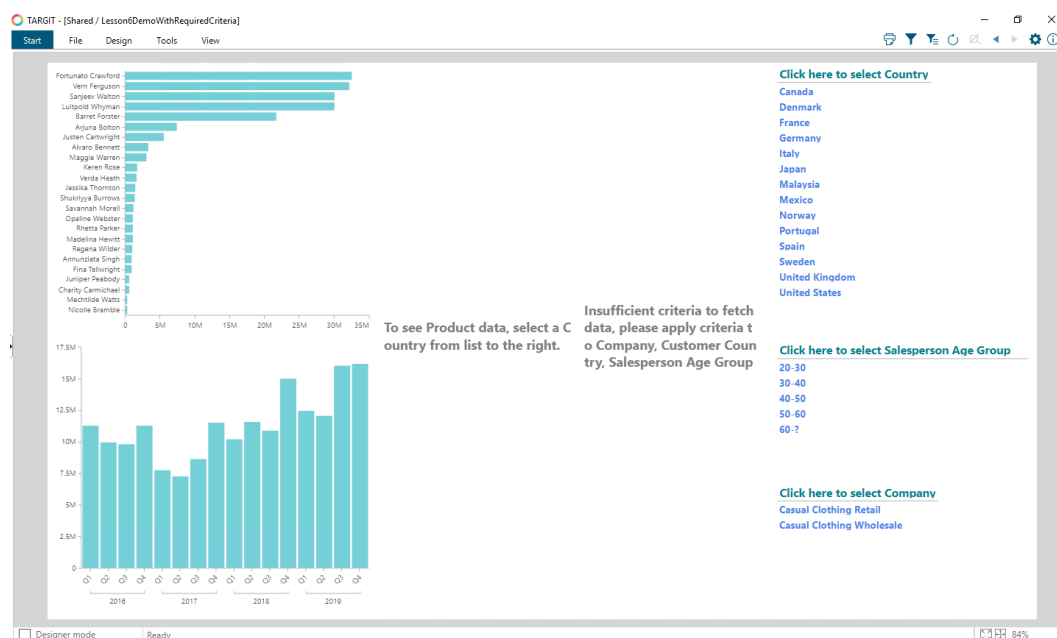 TARGIT - [Shared / Lesson6DemoWithRequiredCriteria]
Start File Design Tools View
Fortunato Crawford
Vern Ferguson
Sanjeev Walton
Luitpold Whyman
Barret Forster
Arjuna Bolton
Justen Cartwright
Alvaro Bennett
Maggie Warren
Keren Rose
Verda Heath
Jessika Thornton
Shukriyya Burrows
Savannah Morell
Opaline Webster
Rhetta Parker
Madelina Hewitt
Regena Wilder
Annunziata Singh
Fina Tellwright
Juniper Peabody
Charity Carmichael
Mechtilde Watts
Nicolle Bramble
0 5M 10M 15M 20M 25M 30M 35M
17.5M
15M
12.5M
10M
7.5M
5M
2.5M
0
Q1 Q2 Q3 Q4 Q1 Q2 Q3 Q4 Q1 Q2 Q3 Q4 Q1 Q2 Q3 Q4
2016 2017 2018 2019
To see Product data, select a C
ountry from list to the right.
Insufficient criteria to fetch
data, please apply criteria t
o Company, Customer Coun
try, Salesperson Age Group
Click here to select Country
Canada
Denmark
France
Germany
Italy
Japan
Malaysia
Mexico
Norway
Portugal
Spain
Sweden
United Kingdom
United States
Click here to select Salesperson Age Group
20-30
30-40
40-50
50-60
60-?
Click here to select Company
Casual Clothing Retail
Casual Clothing Wholesale
Designer mode Ready 84%